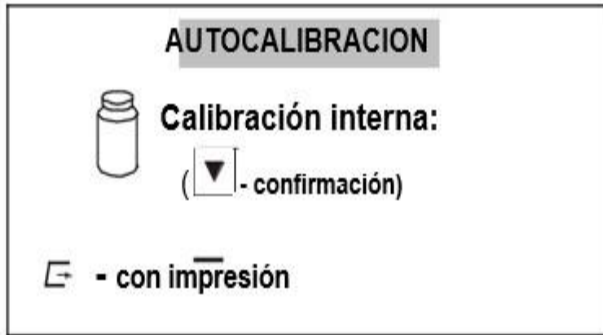 AUTOCALIBRACION
Calibración interna:
(▼ - confirmación)
- con impresión